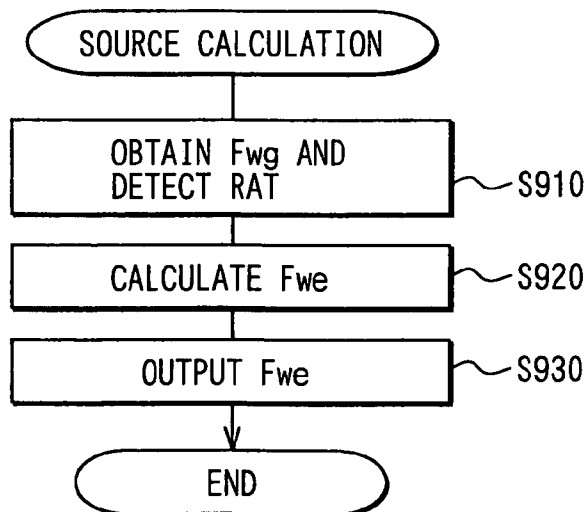 SOURCE CALCULATION
OBTAIN Fwg AND
DETECT RAT
S910
CALCULATE Fwe
S920
OUTPUT Fwe
S930
END